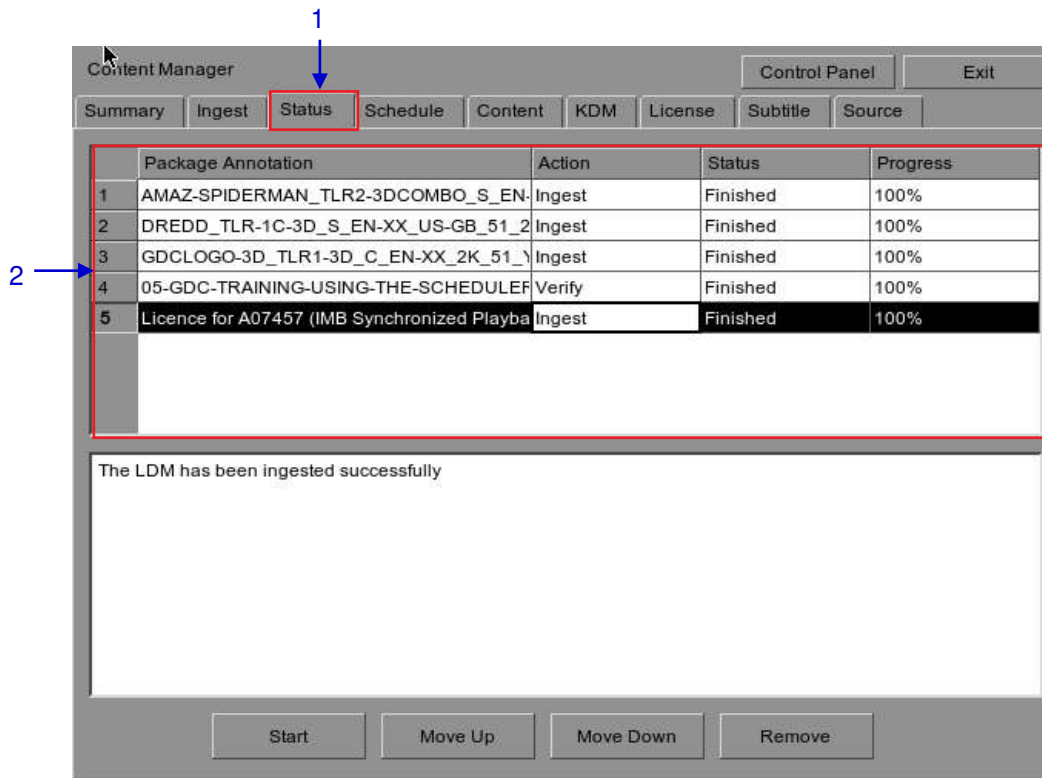 1
Content Manager Control Panel Exit
Summary Ingest Status Schedule Content KDM License Subtitle Source
Package Annotation Action Status Progress
1 AMAZ-SPIDERMAN_TLR2-3DCOMBO_S_EN- Ingest Finished 100%
2 DREDD_TLR-1C-3D_S_EN-XX_US-GB_51_2 Ingest Finished 100%
2
3 GDCLOGO-3D_TLR1-3D_C_EN-XX_2K_51_ Ingest Finished 100%
4 05-GDC-TRAINING-USING-THE-SCHEDULER Verify Finished 100%
5 Licence for A07457 (IMB Synchronized Playba Ingest Finished 100%
The LDM has been ingested successfully
Start Move Up Move Down Remove